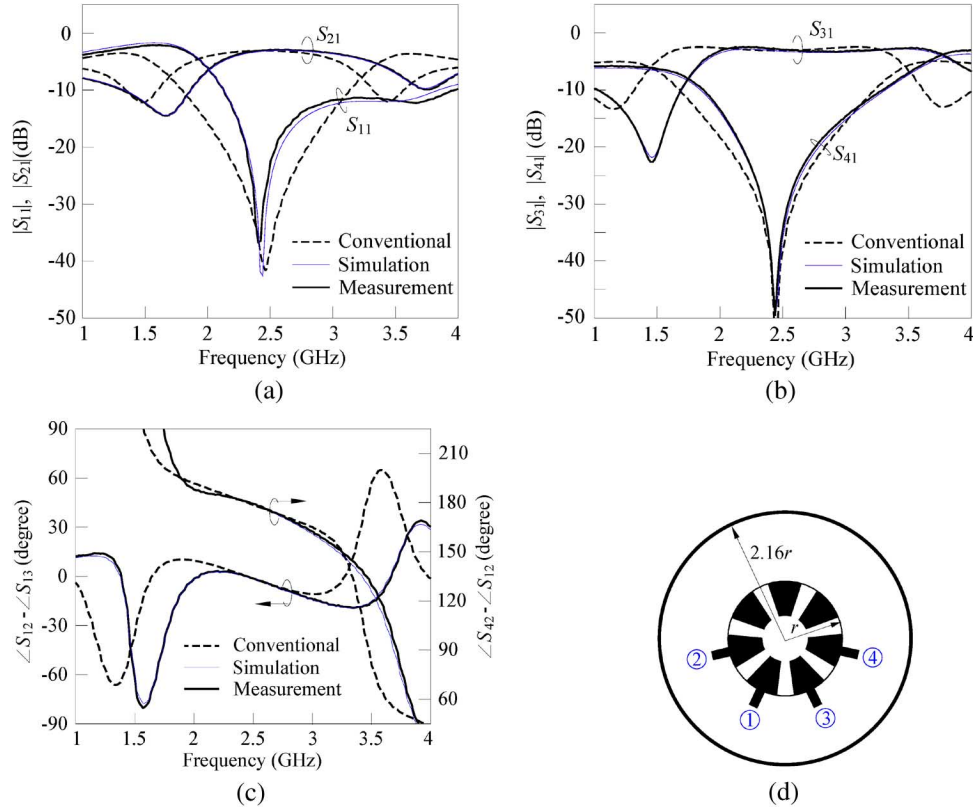 0
-10
-20
-30
-40
-50
|S11|, |S21|(dB)
S21
S11
Conventional
Simulation
Measurement
1 1.5 2 2.5 3 3.5 4
Frequency (GHz)
(a)
0
-10
-20
-30
-40
-50
|S31|, |S41| (dB)
S31
S41
Conventional
Simulation
Measurement
1 1.5 2 2.5 3 3.5 4
Frequency (GHz)
(b)
90
60
30
0
-30
-60
-90
∠S12 - ∠S13 (degree)
210
180
150
120
90
60
∠S42 - ∠S12 (degree)
Conventional
Simulation
Measurement
1 1.5 2 2.5 3 3.5 4
Frequency (GHz)
(c)
2.16r
r
② ④
① ③
(d)